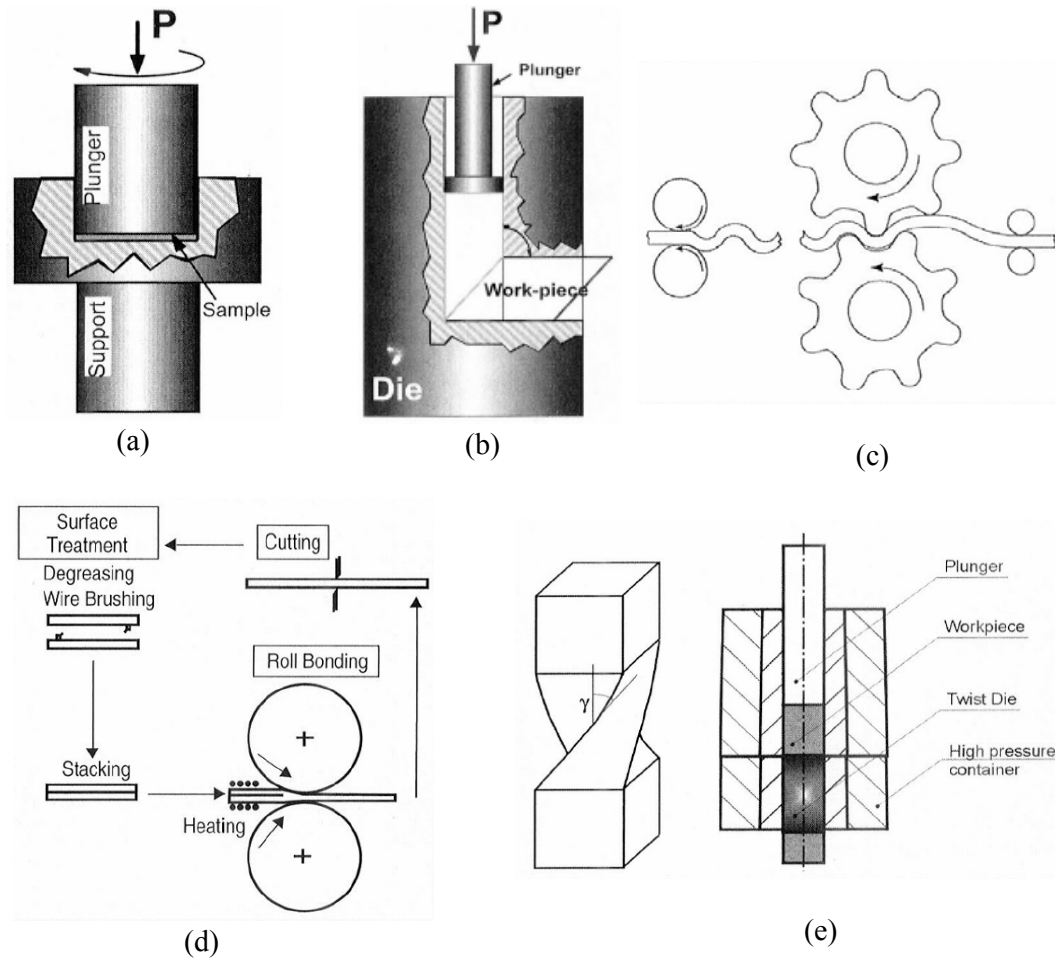 P
Plunger
Support
Sample
(a)
P
Plunger
Work-piece
Die
(b)
(c)
Surface
Treatment
Degreasing
Wire Brushing
Cutting
Roll Bonding
Stacking
Heating
(d)
γ
Plunger
Workpiece
Twist Die
High pressure
container
(e)